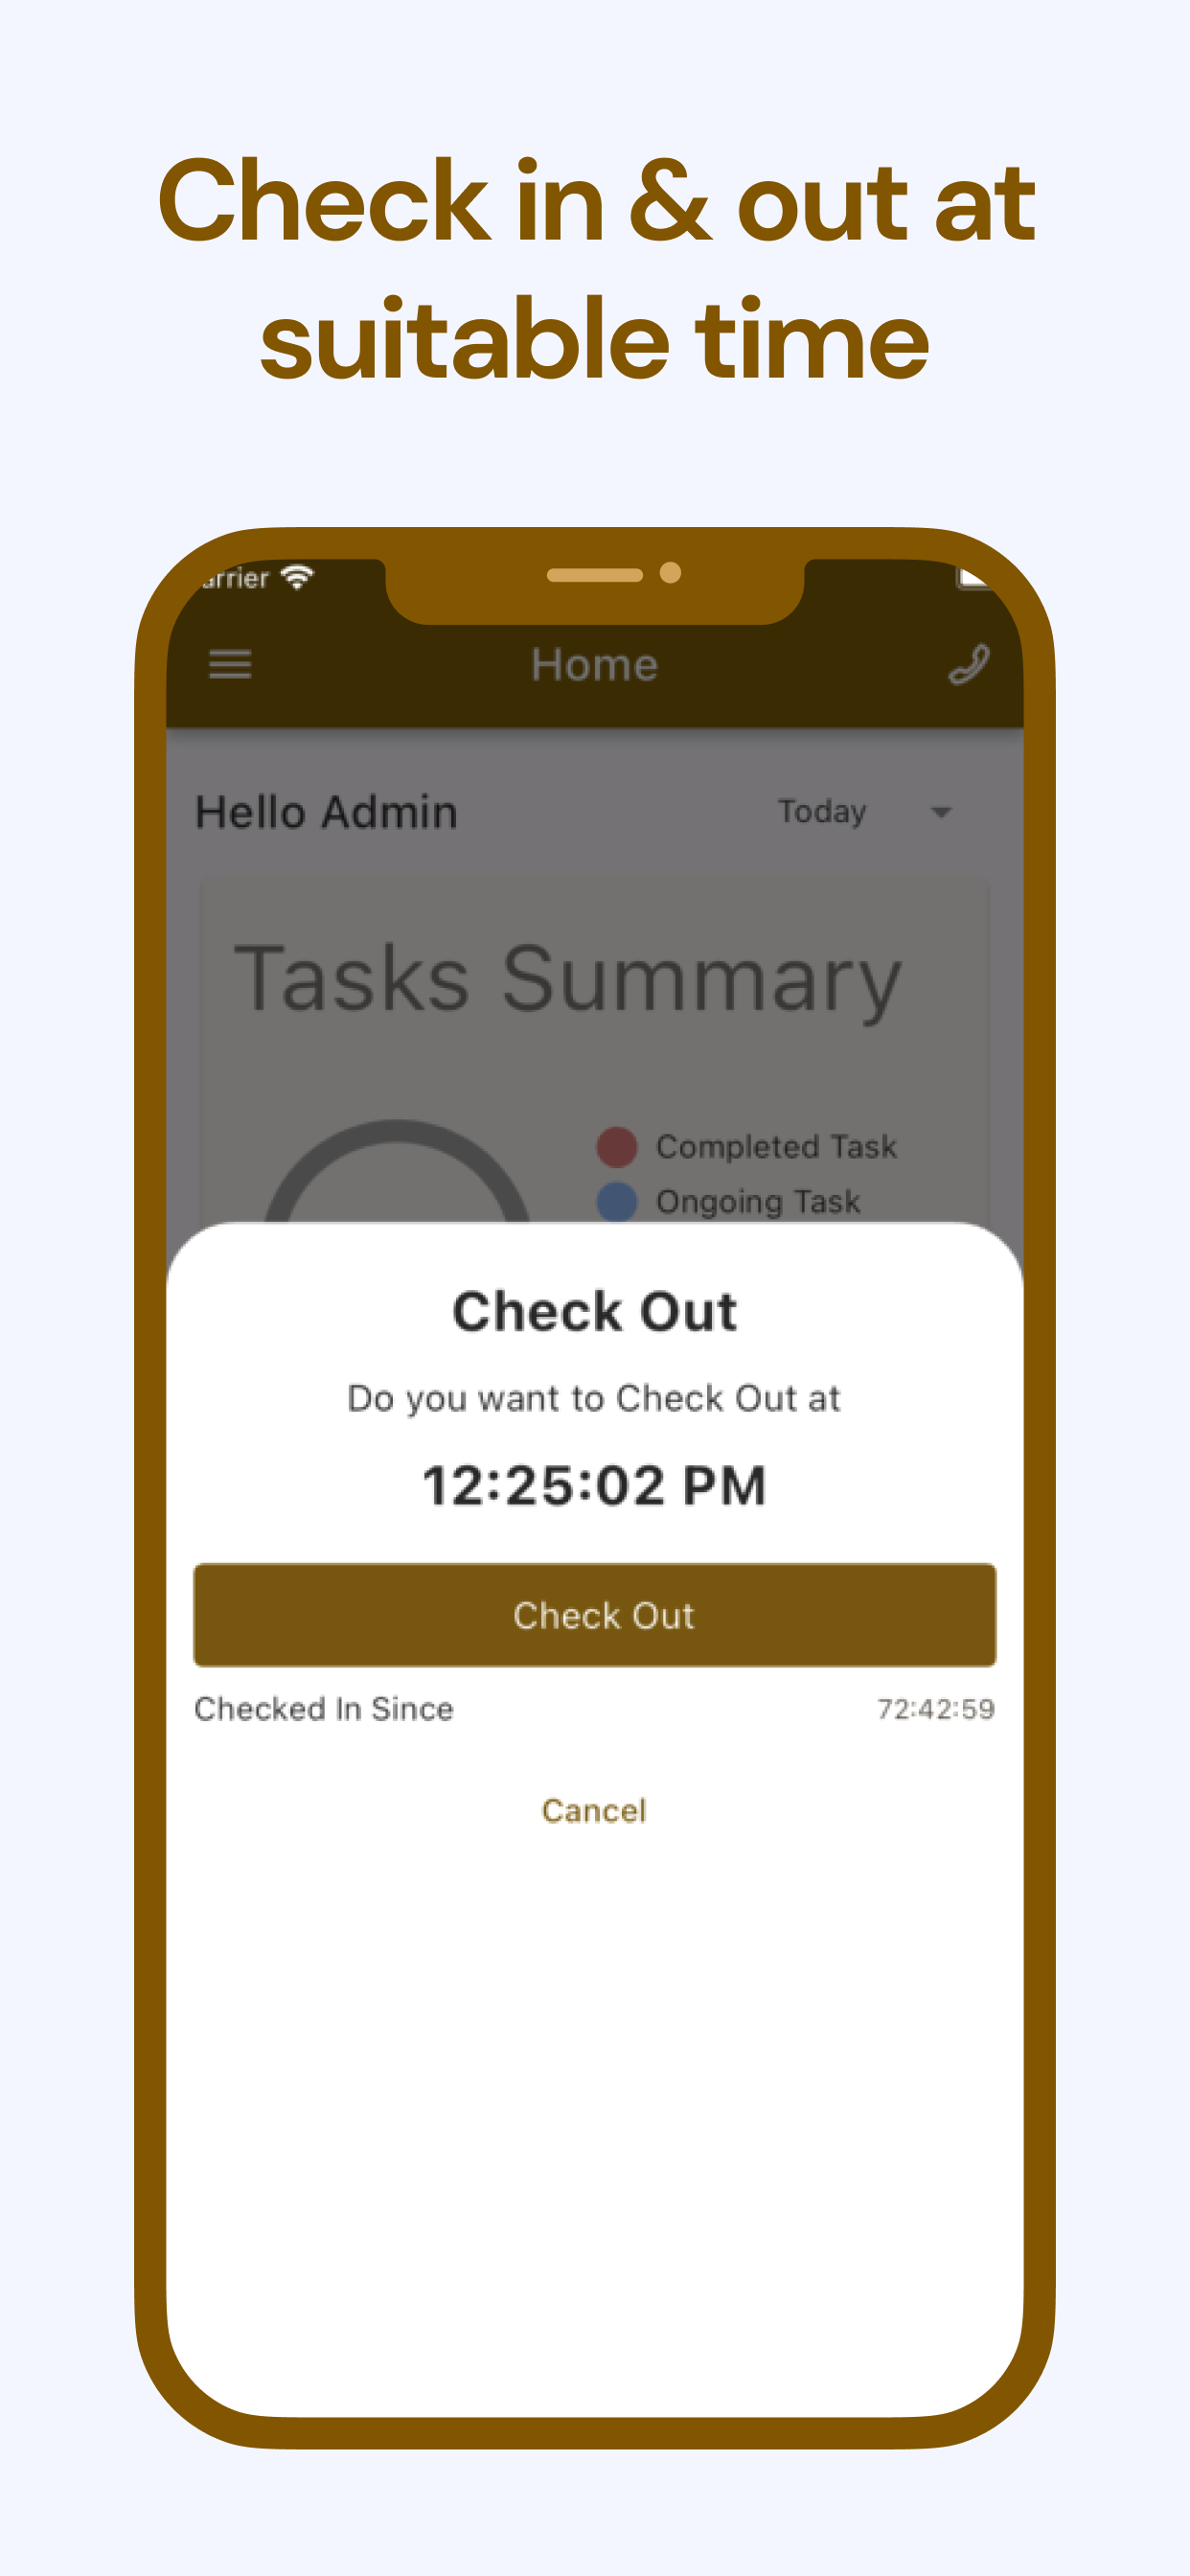 Check in & out at
suitable time
arrier
Home
Hello Admin
Today
Tasks Summary
Completed Task
Ongoing Task
Check Out
Do you want to Check Out at
12:25:02 PM
Check Out
Checked In Since 72:42:59
Cancel